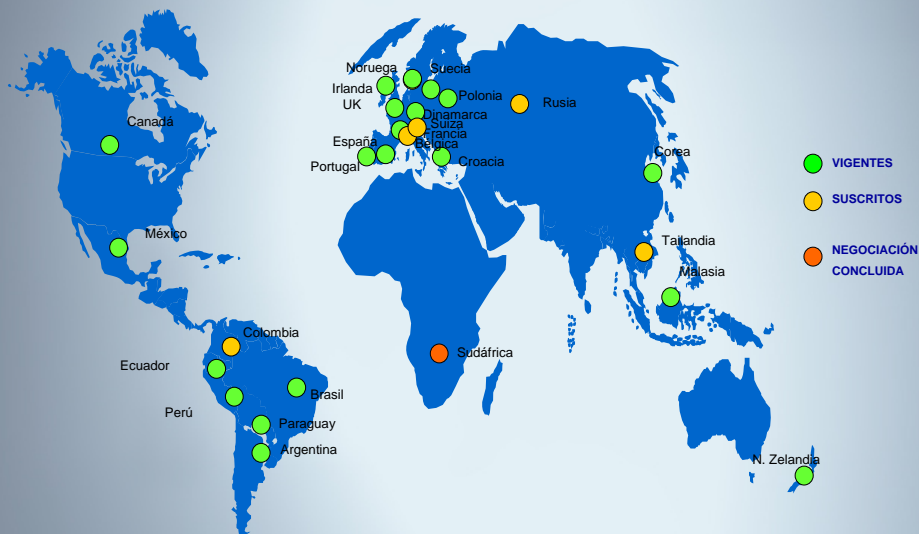 Noruega
Suecia
Irlanda
UK
Polonia
Rusia
Canadá
Dinamarca
Suiza
Francia
España
Bélgica
Portugal
Croacia
Corea
VIGENTES
SUSCRITOS
México
Tailandia
NEGOCIACIÓN
CONCLUIDA
Malasia
Colombia
Ecuador
Sudáfrica
Brasil
Perú
Paraguay
Argentina
N. Zelandia